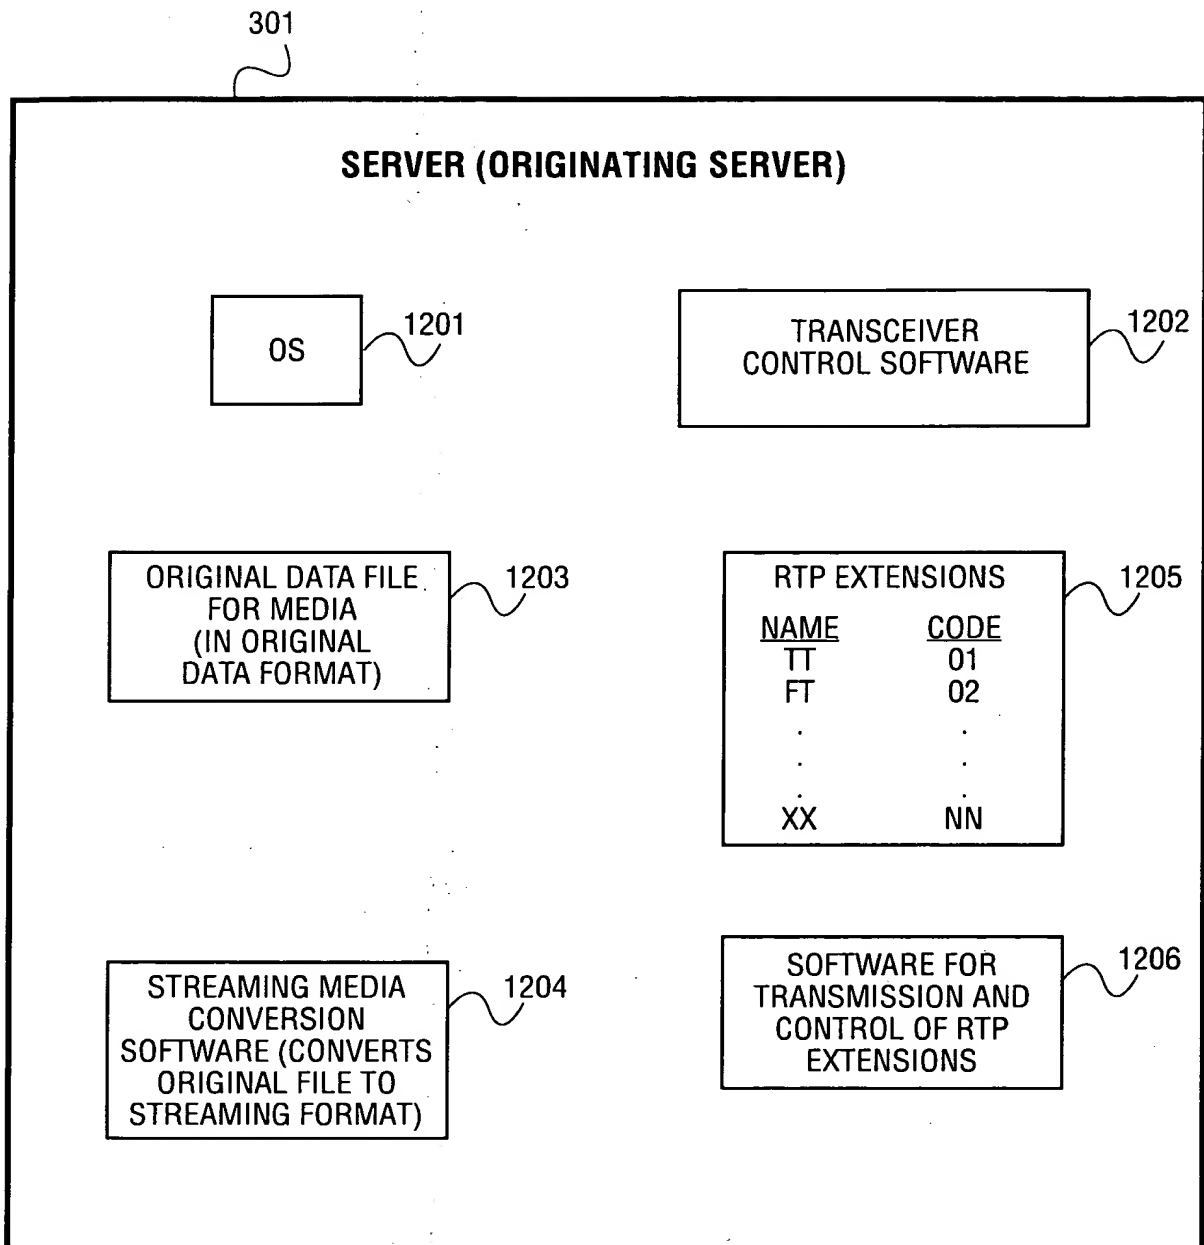 301
SERVER (ORIGINATING SERVER)
OS
1201
TRANSCEIVER
CONTROL SOFTWARE
1202
ORIGINAL DATA FILE
FOR MEDIA
(IN ORIGINAL
DATA FORMAT)
1203
RTP EXTENSIONS
NAME CODE
TT 01
FT 02
. .
. .
. .
XX NN
1205
STREAMING MEDIA
CONVERSION
SOFTWARE (CONVERTS
ORIGINAL FILE TO
STREAMING FORMAT)
1204
SOFTWARE FOR
TRANSMISSION AND
CONTROL OF RTP
EXTENSIONS
1206